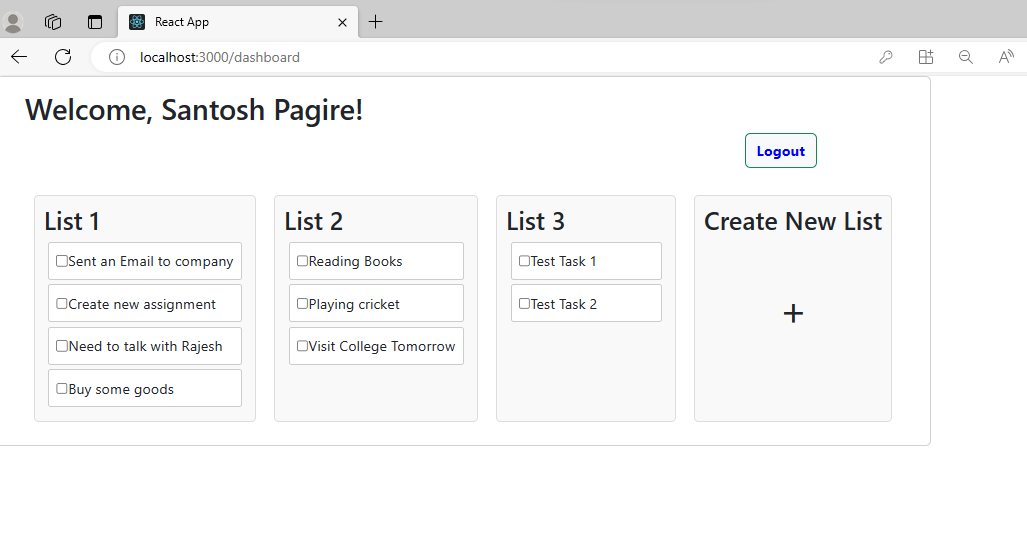 React App
localhost:3000/dashboard
Welcome, Santosh Pagire!
Logout
List 1
Sent an Email to company
Create new assignment
Need to talk with Rajesh
Buy some goods
List 2
Reading Books
Playing cricket
Visit College Tomorrow
List 3
Test Task 1
Test Task 2
Create New List
+